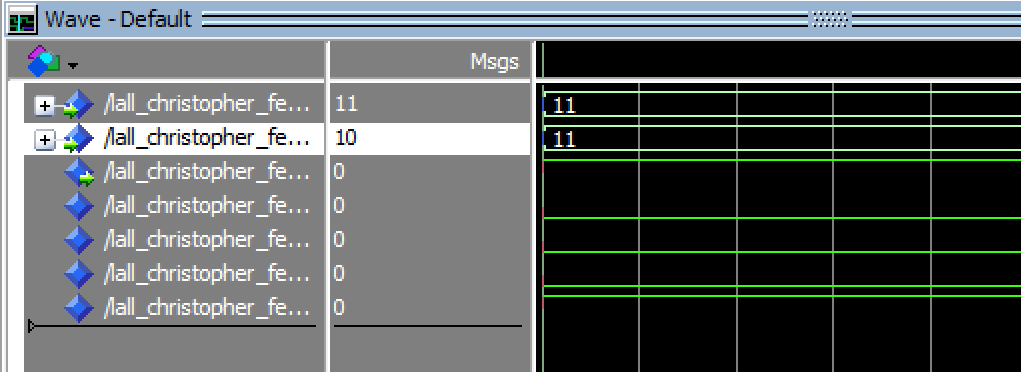 Wave - Default
Msgs
/lall_christopher_fe... 11 11
/lall_christopher_fe... 10 11
/lall_christopher_fe... 0
/lall_christopher_fe... 0
/lall_christopher_fe... 0
/lall_christopher_fe... 0
/lall_christopher_fe... 0